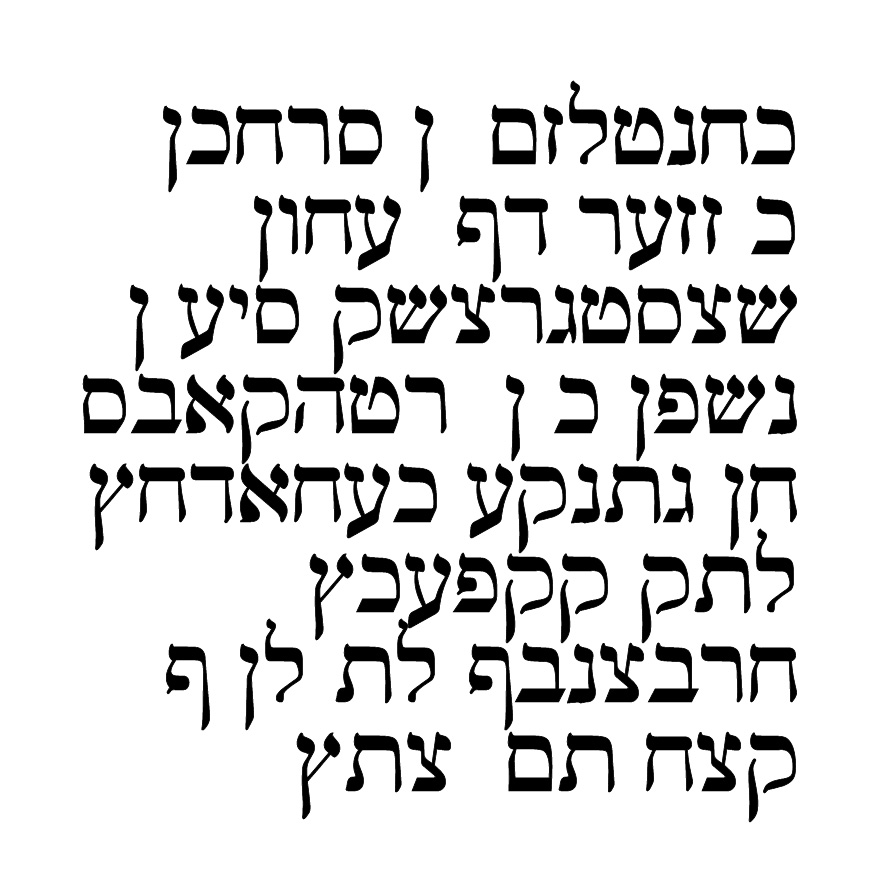 כחנטלזם  ן סרחכן
כ זזער דף  עחון
שצסטגרצשק סיע ן
נשפן כ ן  רטהקאבס
חן גתנקע כעחאדחץ
לתק קקפעכץ
חרבצנבף לת לן ף
קצח תם  צתץ